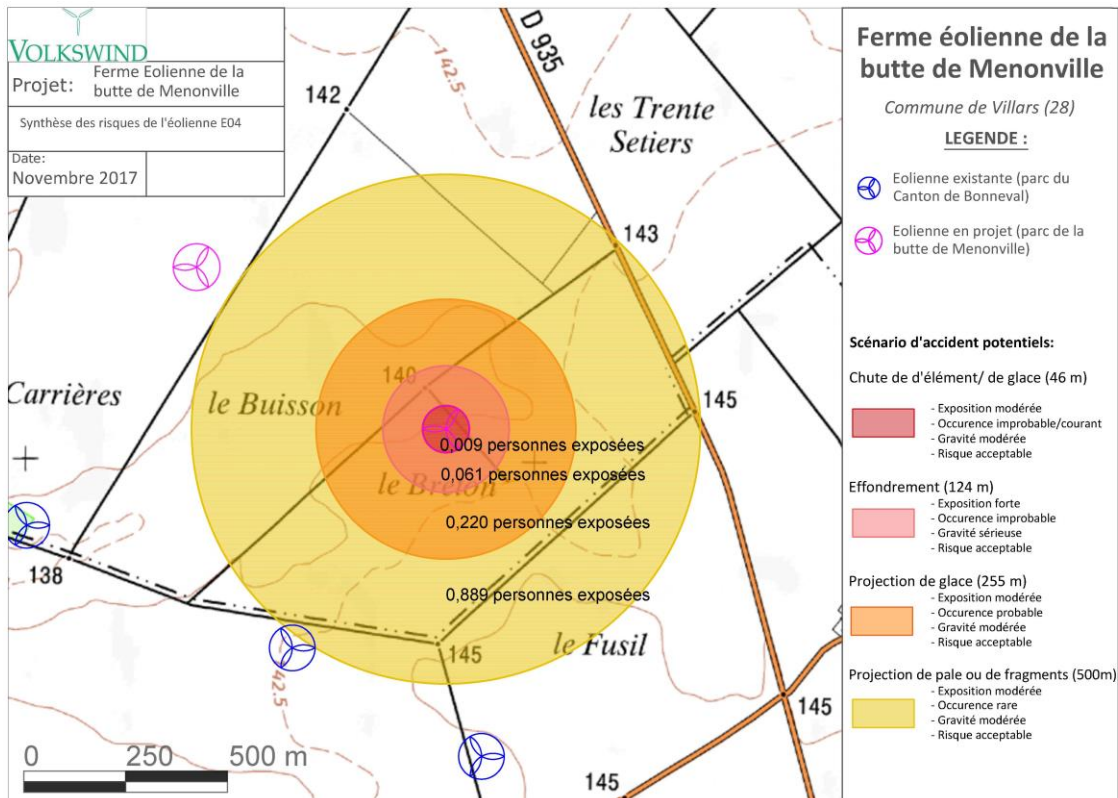 VOLKSWIND
Projet: Ferme Eolienne de la
butte de Menonville
Synthèse des risques de l'éolienne E04
Date:
Novembre 2017
142
142.5
D 935
les Trente
Setiers
143
Carrières
le Buisson
140
145
0,009 personnes exposées
0,061 personnes exposées
le Breton
0,220 personnes exposées
138
0,889 personnes exposées
145
le Fusil
42.5
145
145
0 250 500 m
Ferme éolienne de la
butte de Menonville
Commune de Villars (28)
LEGENDE :
Eolienne existante (parc du
Canton de Bonneval)
Eolienne en projet (parc de la
butte de Menonville)
Scénario d'accident potentiels:
Chute de d'élément/ de glace (46 m)
- Exposition modérée
- Occurence improbable/courant
- Gravité modérée
- Risque acceptable
Effondrement (124 m)
- Exposition forte
- Occurence improbable
- Gravité sérieuse
- Risque acceptable
Projection de glace (255 m)
- Exposition modérée
- Occurence probable
- Gravité modérée
- Risque acceptable
Projection de pale ou de fragments (500m)
- Exposition modérée
- Occurence rare
- Gravité modérée
- Risque acceptable